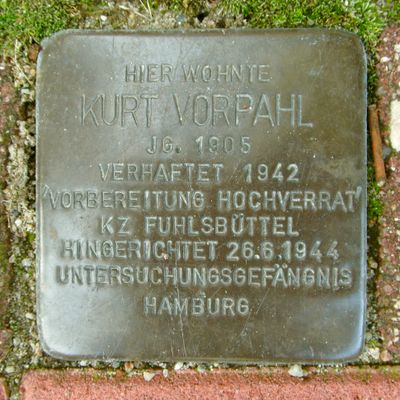 HIER WOHNTE
KURT VORPAHL
JG. 1905
VERHAFTET 1942
'VORBEREITUNG HOCHVERRAT'
KZ FUHLSBÜTTEL
HINGERICHTET 26.6.1944
UNTERSUCHUNGSGEFÄNGNIS
HAMBURG